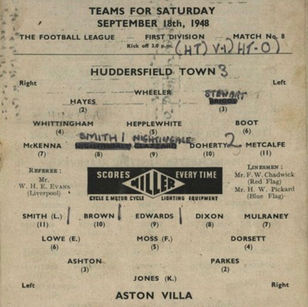 TEAMS FOR SATURDAY
SEPTEMBER 18th, 1948
THE FOOTBALL LEAGUE FIRST DIVISION MATCH No. 8
Kick off 3.0 p.m. (HT) V-1 HT-0)
HUDDERSFIELD TOWN 3
Right Left
WHEELER
HAYES STEWART
(2) (3)
WHITTINGHAM HEPPLEWHITE BOOT
(4) (5) (6)
SMITH 1 NIGHTINGALE 2
McKENNA DOHERTY METCALFE
(7) (8) (9) (10) (11)
REFEREE :
Mr.
W. H. E. EVANS
(Liverpool)
SCORES EVERY TIME
MILLER
CYCLE & MOTOR CYCLE LIGHTING EQUIPMENT
LINESMEN :
Mr. F. W. CHADWICK
(Red Flag)
Mr. H. W. PICKARD
(Blue Flag)
SMITH (L.) 1 BROWN 1 EDWARDS 1 DIXON MULRANEY
(11) (10) (9) (8) (7)
LOWE (E.) MOSS (F.) DORSETT
(6) (5) (4)
ASHTON PARKES
(3) (2)
Left JONES (K.) Right
ASTON VILLA